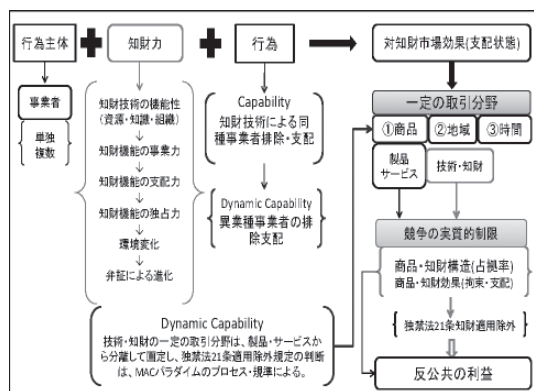 行為主体
知財力
行為
対知財市場効果(支配状態)
事業者
単独
複数
知財技術の機能性
(資源・知識・組織)
知財機能の事業力
知財機能の支配力
知財機能の独占力
環境変化
弁証による進化
Capability
知財技術による同
種事業者排除・支配
Dynamic Capability
異業種事業者の排
除支配
一定の取引分野
①商品
②地域
③時間
製品
サービス
技術・知財
競争の実質的制限
商品・知財構造(占拠率)
商品・知財効果(拘束・支配)
独禁法21条知財適用除外
反公共の利益
Dynamic Capability
技術・知財の一定の取引分野は、製品・サービスか
ら分離して画定し、独禁法21条適用除外規定の判断
は、MACパラダイムのプロセス・規準による。